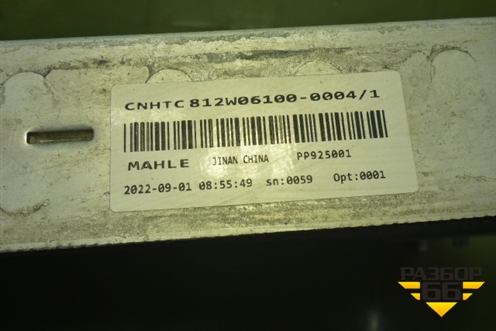 CNHTC 812W06100-0004/1
MAHLE JINAN CHINA PP925001
2022-09-01 08:55:49 sn:0059 Opt:0001
РАЗБОР
66